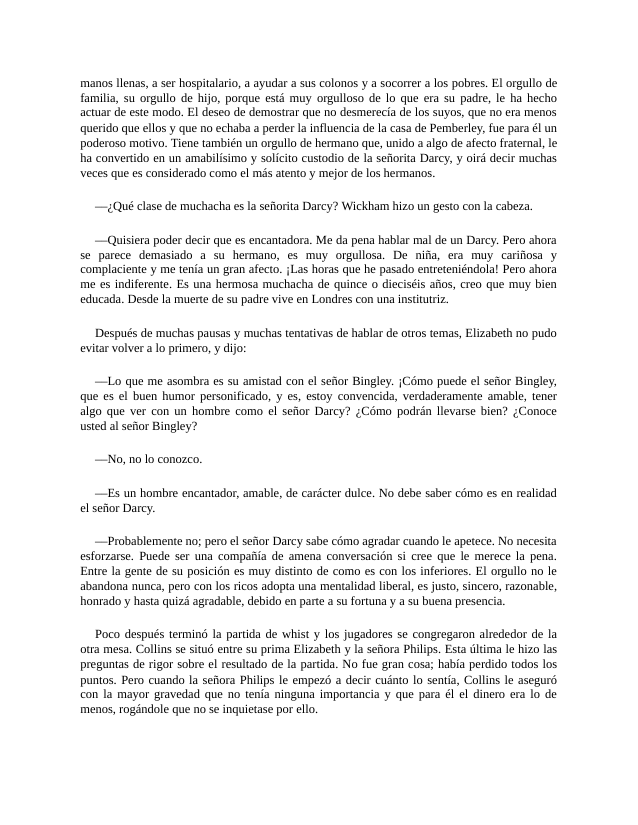 manos llenas, a ser hospitalario, a ayudar a sus colonos y a socorrer a los pobres. El orgullo de
familia, su orgullo de hijo, porque está muy orgulloso de lo que era su padre, le ha hecho
actuar de este modo. El deseo de demostrar que no desmerecía de los suyos, que no era menos
querido que ellos y que no echaba a perder la influencia de la casa de Pemberley, fue para él un
poderoso motivo. Tiene también un orgullo de hermano que, unido a algo de afecto fraternal, le
ha convertido en un amabilísimo y solícito custodio de la señorita Darcy, y oirá decir muchas
veces que es considerado como el más atento y mejor de los hermanos.
—¿Qué clase de muchacha es la señorita Darcy? Wickham hizo un gesto con la cabeza.
—Quisiera poder decir que es encantadora. Me da pena hablar mal de un Darcy. Pero ahora
se parece demasiado a su hermano, es muy orgullosa. De niña, era muy cariñosa y
complaciente y me tenía un gran afecto. ¡Las horas que he pasado entreteniéndola! Pero ahora
me es indiferente. Es una hermosa muchacha de quince o dieciséis años, creo que muy bien
educada. Desde la muerte de su padre vive en Londres con una institutriz.
Después de muchas pausas y muchas tentativas de hablar de otros temas, Elizabeth no pudo
evitar volver a lo primero, y dijo:
—Lo que me asombra es su amistad con el señor Bingley. ¡Cómo puede el señor Bingley,
que es el buen humor personificado, y es, estoy convencida, verdaderamente amable, tener
algo que ver con un hombre como el señor Darcy? ¿Cómo podrán llevarse bien? ¿Conoce
usted al señor Bingley?
—No, no lo conozco.
—Es un hombre encantador, amable, de carácter dulce. No debe saber cómo es en realidad
el señor Darcy.
—Probablemente no; pero el señor Darcy sabe cómo agradar cuando le apetece. No necesita
esforzarse. Puede ser una compañía de amena conversación si cree que le merece la pena.
Entre la gente de su posición es muy distinto de como es con los inferiores. El orgullo no le
abandona nunca, pero con los ricos adopta una mentalidad liberal, es justo, sincero, razonable,
honrado y hasta quizá agradable, debido en parte a su fortuna y a su buena presencia.
Poco después terminó la partida de whist y los jugadores se congregaron alrededor de la
otra mesa. Collins se situó entre su prima Elizabeth y la señora Philips. Esta última le hizo las
preguntas de rigor sobre el resultado de la partida. No fue gran cosa; había perdido todos los
puntos. Pero cuando la señora Philips le empezó a decir cuánto lo sentía, Collins le aseguró
con la mayor gravedad que no tenía ninguna importancia y que para él el dinero era lo de
menos, rogándole que no se inquietase por ello.